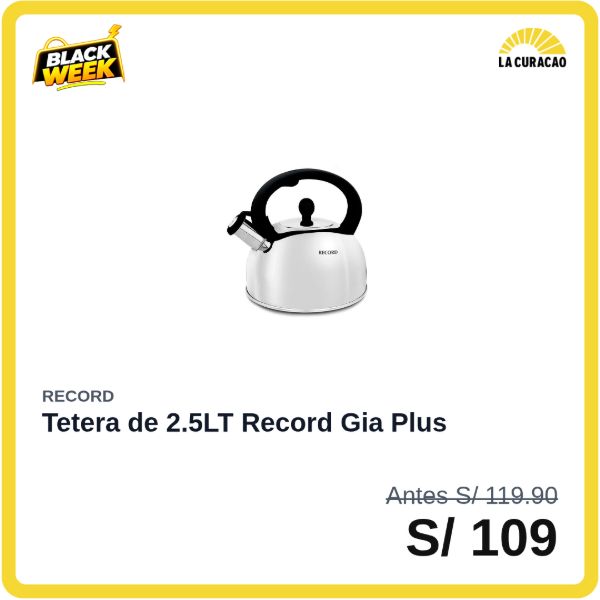 BLACK
WEEK
LA CURACAO
RECORD
RECORD
Tetera de 2.5LT Record Gia Plus
Antes S/ 119.90
S/ 109